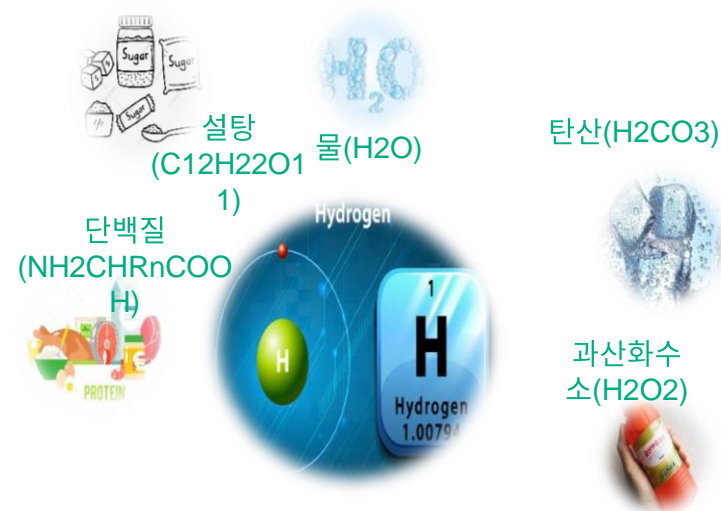 Sugar
Sugar
Sugar
H2O
설탕
(C12H22O1
1)
물(H2O)
탄산(H2CO3)
단백질
(NH2CHRnCOO
H)
PROTEIN
Hydrogen
H
1
H
Hydrogen
1.00794
과산화수
소(H2O2)